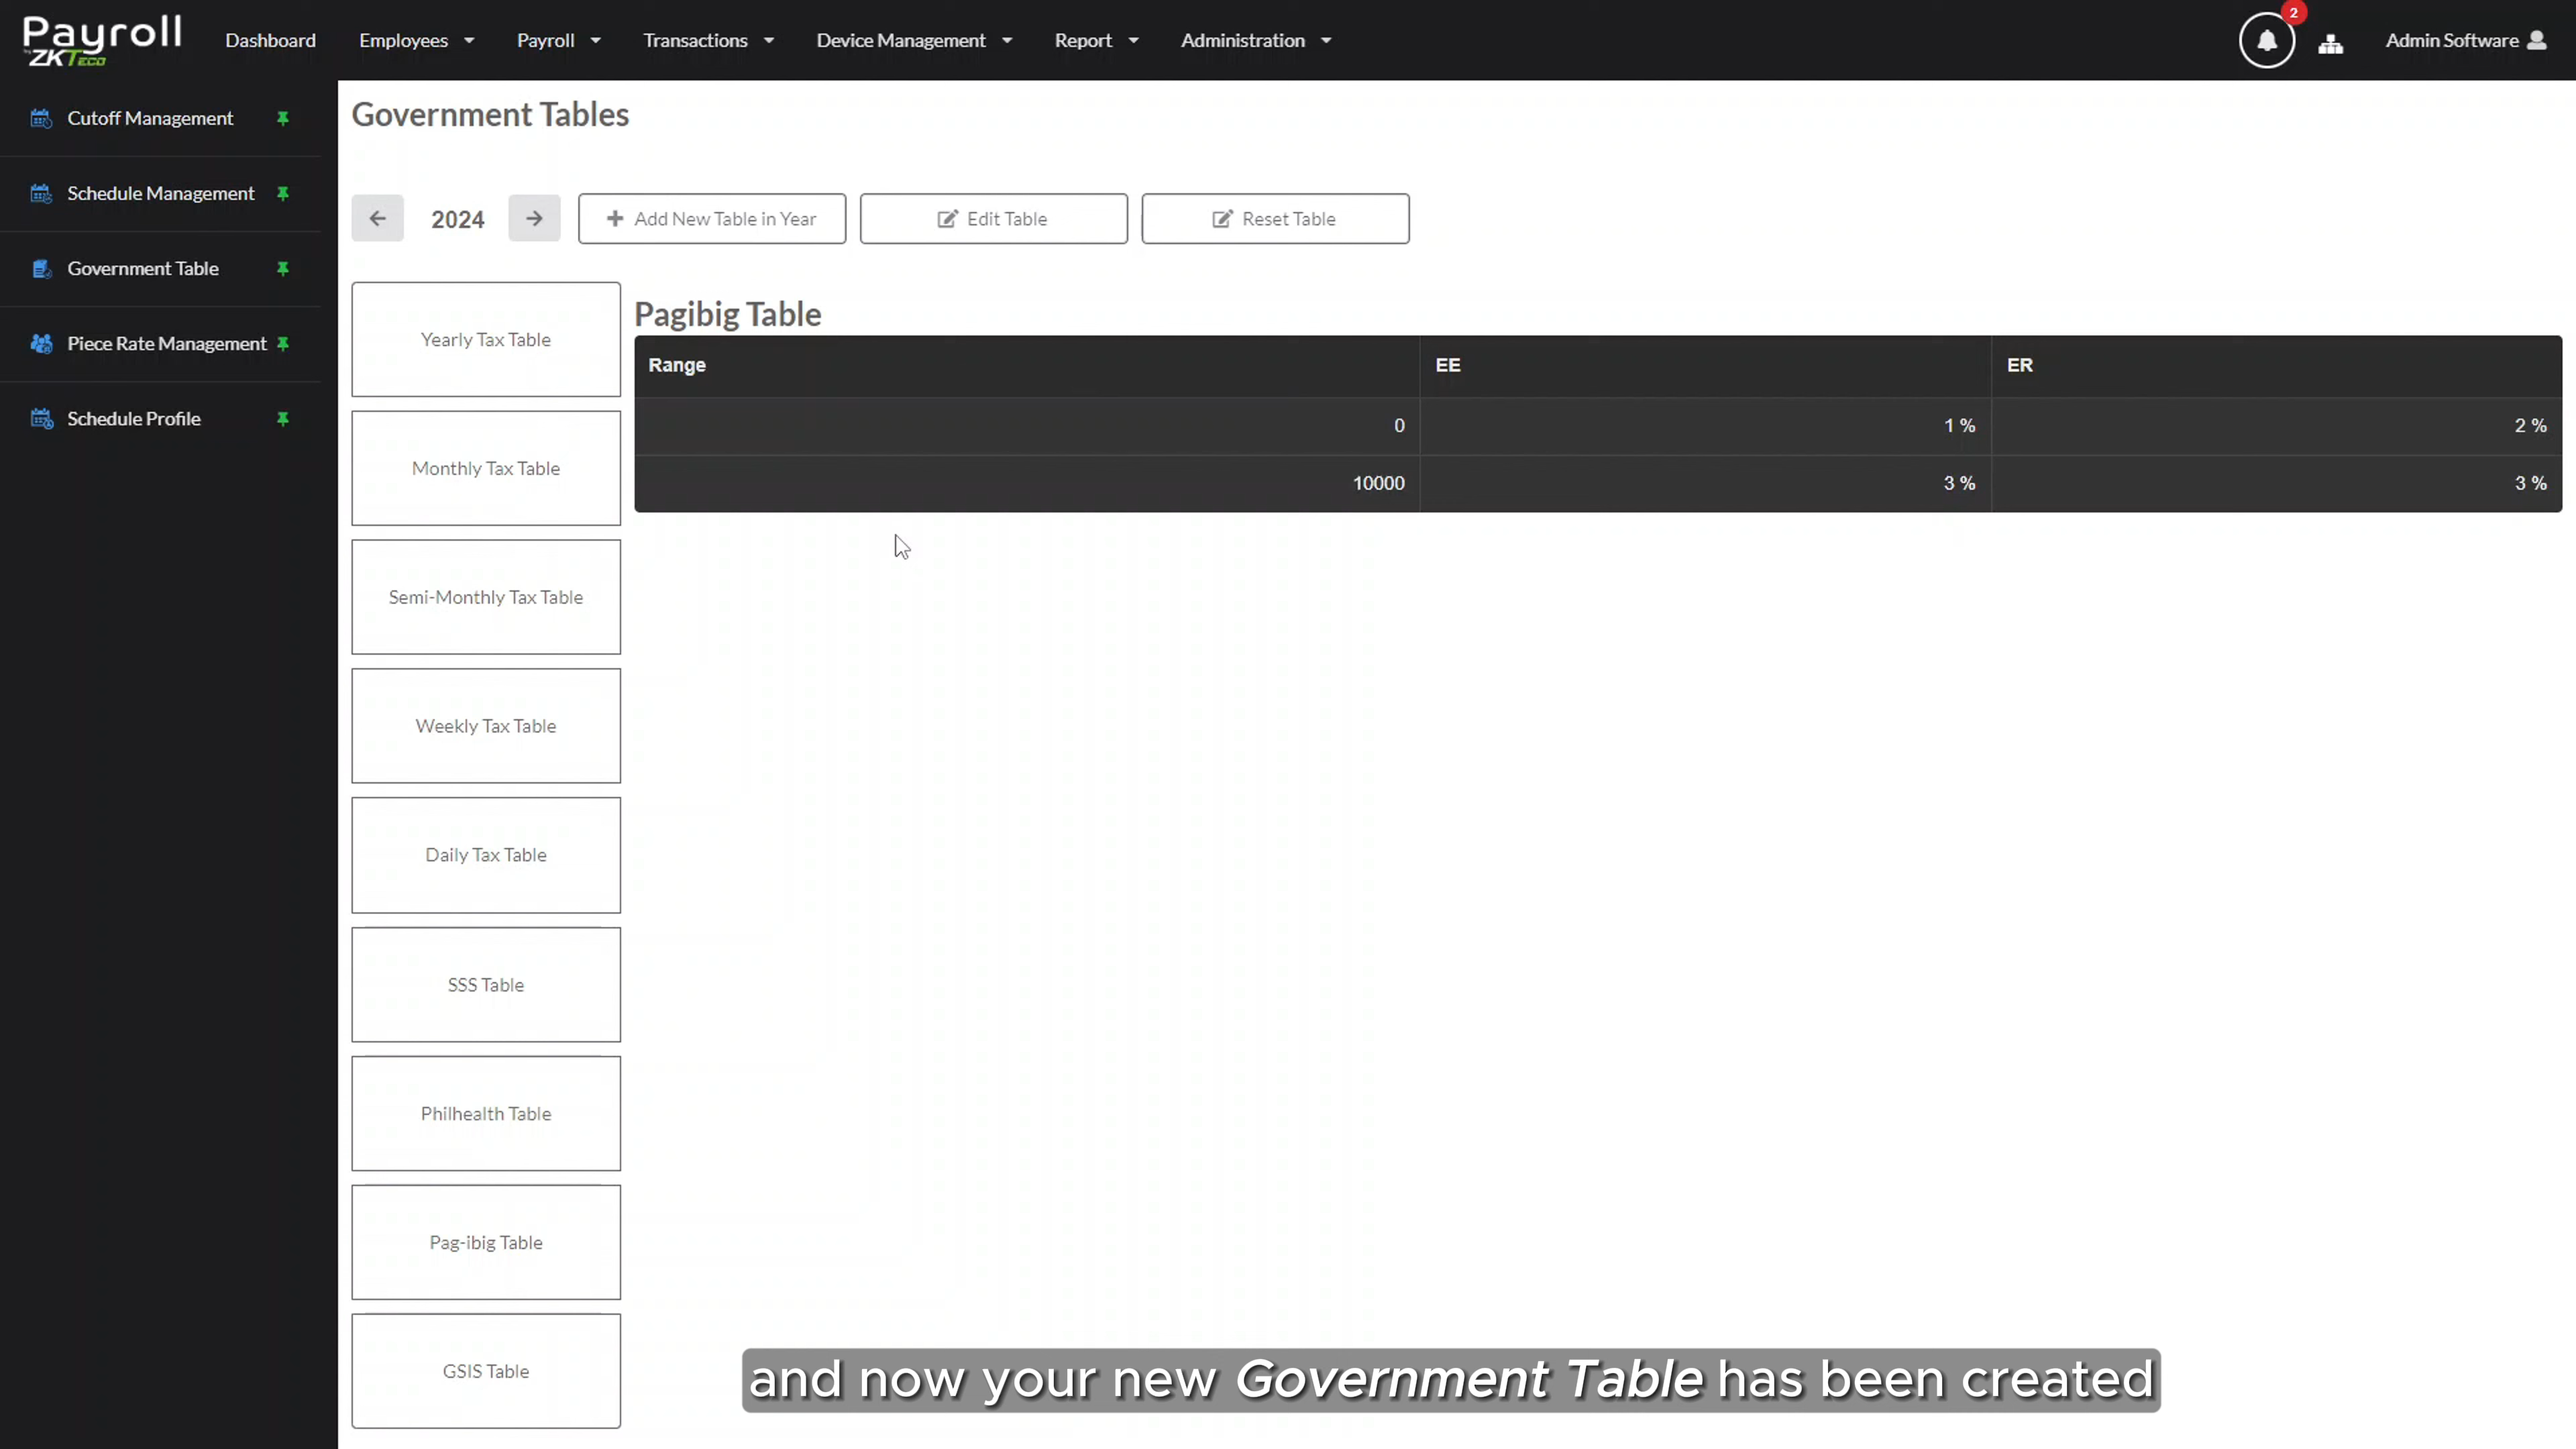 Payroll
by ZKTeco
Dashboard
Employees
Payroll
Transactions
Device Management
Report
Administration
2
Admin Software
Cutoff Management
Schedule Management
Government Table
Piece Rate Management
Schedule Profile
Government Tables
2024
Add New Table in Year
Edit Table
Reset Table
Yearly Tax Table
Monthly Tax Table
Semi-Monthly Tax Table
Weekly Tax Table
Daily Tax Table
SSS Table
Philhealth Table
Pag-ibig Table
GSIS Table
Pagibig Table
Range EE ER
0 1 % 2 %
10000 3 % 3 %
and now your new Government Table has been created